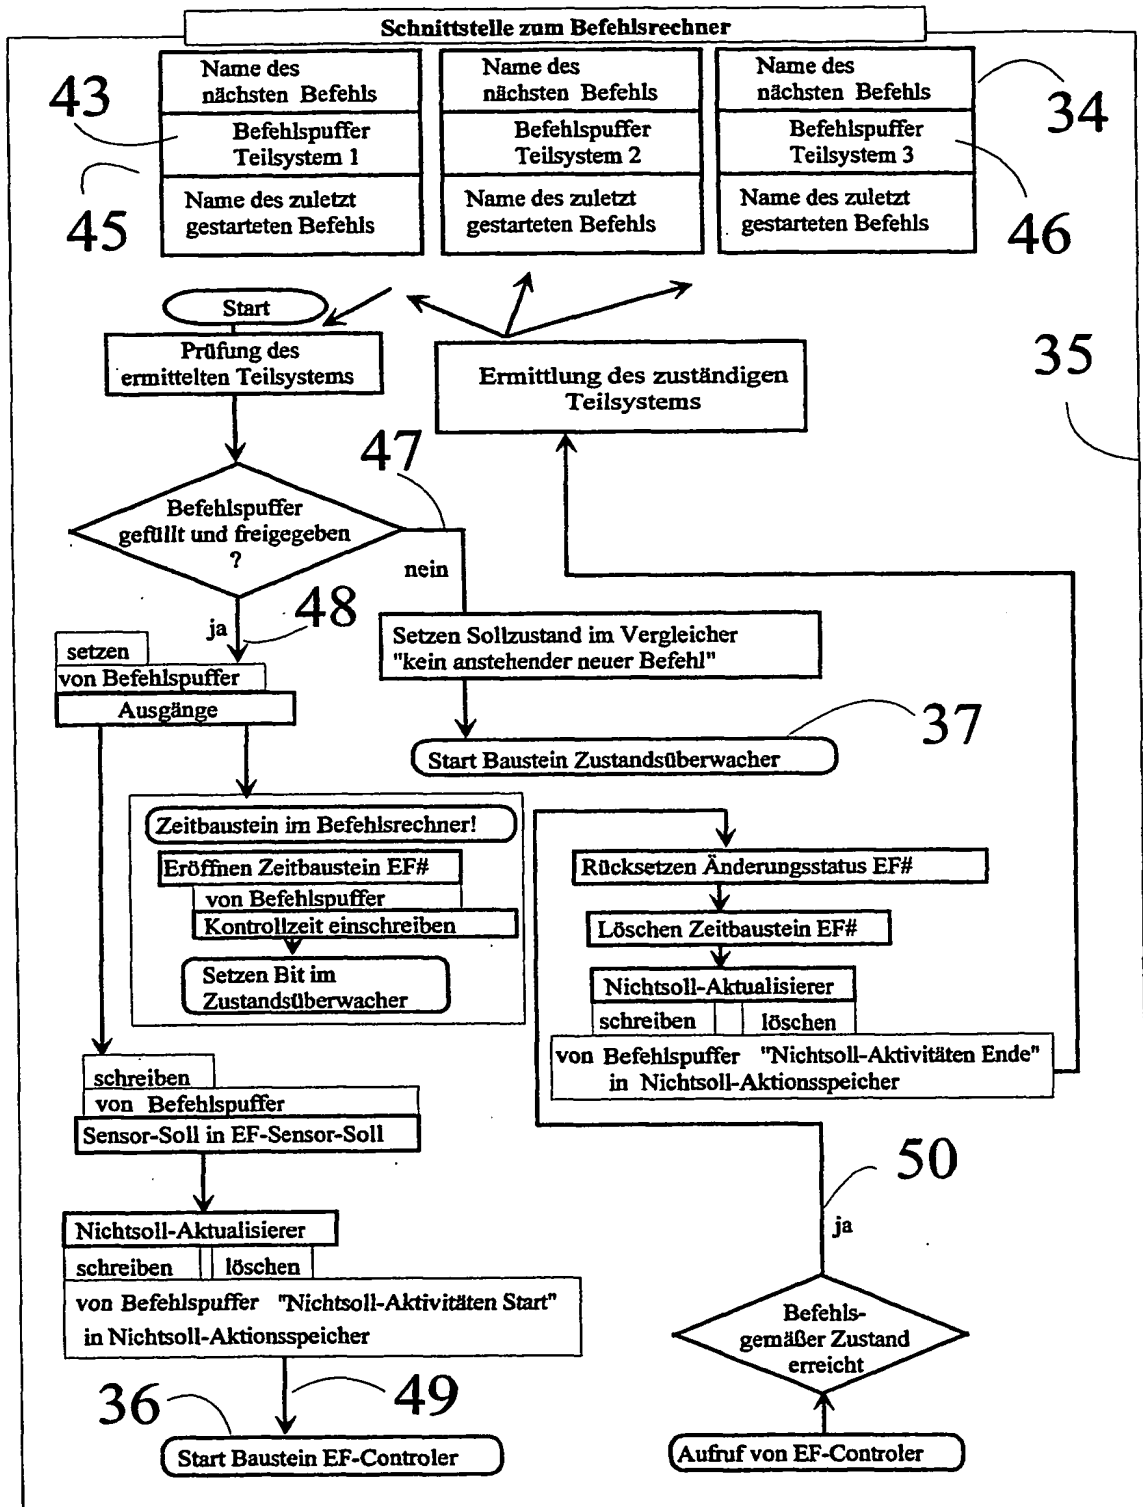 Schnittstelle zum Befehlsrechner
Name des
nächsten Befehls
Befehlspuffer
Teilsystem 1
Name des zuletzt
gestarteten Befehls
Name des
nächsten Befehls
Befehlspuffer
Teilsystem 2
Name des zuletzt
gestarteten Befehls
Name des
nächsten Befehls
Befehlspuffer
Teilsystem 3
Name des zuletzt
gestarteten Befehls
43
45
34
46
35
Start
Prüfung des
ermittelten Teilsystems
Ermittlung des zuständigen
Teilsystems
47
Befehlspuffer
gefüllt und freigegeben
?
nein
ja
48
setzen
von Befehlspuffer
Ausgänge
Setzen Sollzustand im Vergleicher
"kein anstehender neuer Befehl"
37
Start Baustein Zustandsüberwacher
Zeitbaustein im Befehlsrechner!
Eröffnen Zeitbaustein EF#
von Befehlspuffer
Kontrollzeit einschreiben
Setzen Bit im
Zustandsüberwacher
Rücksetzen Änderungsstatus EF#
Löschen Zeitbaustein EF#
Nichtsoll-Aktualisierer
schreiben löschen
von Befehlspuffer "Nichtsoll-Aktivitäten Ende"
in Nichtsoll-Aktionsspeicher
schreiben
von Befehlspuffer
Sensor-Soll in EF-Sensor-Soll
Nichtsoll-Aktualisierer
schreiben löschen
von Befehlspuffer "Nichtsoll-Aktivitäten Start"
in Nichtsoll-Aktionsspeicher
36
49
Start Baustein EF-Controler
50
ja
Befehls-
gemäßer Zustand
erreicht
Aufruf von EF-Controler